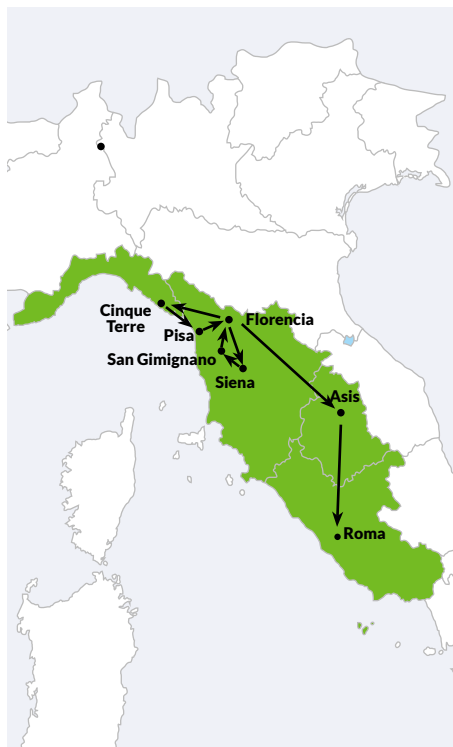 Cinque
Terre
Florencia
Pisa
San Gimignano
Siena
Asis
Roma